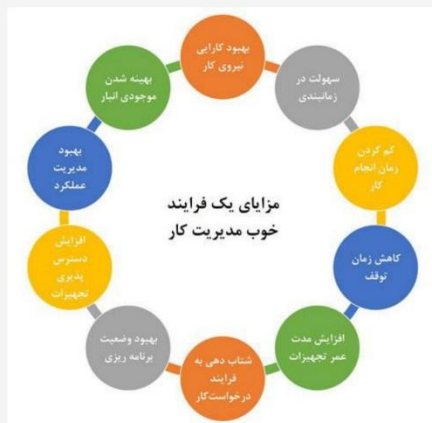 مزایای یک فرایند
خوب مدیریت کار
بهبود کارایی
نیروی کار
سهولت در
زمانبندی
کم کردن
زمان انجام
کار
کاهش زمان
توقف
افزایش مدت
عمر تجهیزات
شتاب دهی به
فرایند
درخواست‌کار
بهبود وضعیت
برنامه ریزی
افزایش
دسترس
پذیری
تجهیزات
بهبود
مدیریت
عملکرد
بهینه شدن
موجودی انبار